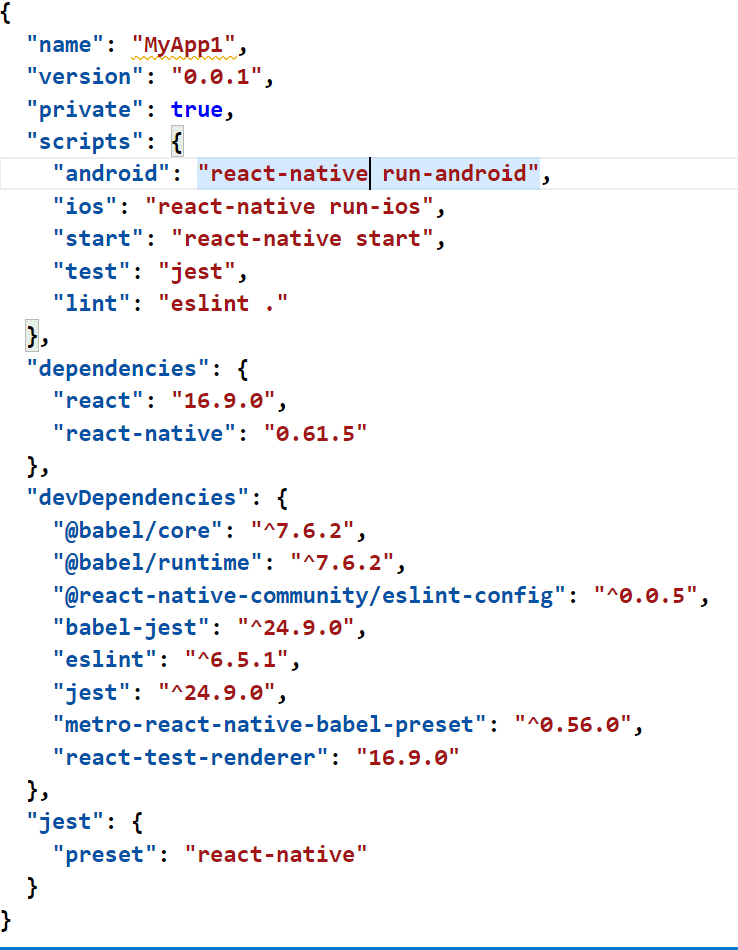 {
  "name": "MyApp1",
  "version": "0.0.1",
  "private": true,
  "scripts": {
    "android": "react-native run-android",
    "ios": "react-native run-ios",
    "start": "react-native start",
    "test": "jest",
    "lint": "eslint ."
  },
  "dependencies": {
    "react": "16.9.0",
    "react-native": "0.61.5"
  },
  "devDependencies": {
    "@babel/core": "^7.6.2",
    "@babel/runtime": "^7.6.2",
    "@react-native-community/eslint-config": "^0.0.5",
    "babel-jest": "^24.9.0",
    "eslint": "^6.5.1",
    "jest": "^24.9.0",
    "metro-react-native-babel-preset": "^0.56.0",
    "react-test-renderer": "16.9.0"
  },
  "jest": {
    "preset": "react-native"
  }
}